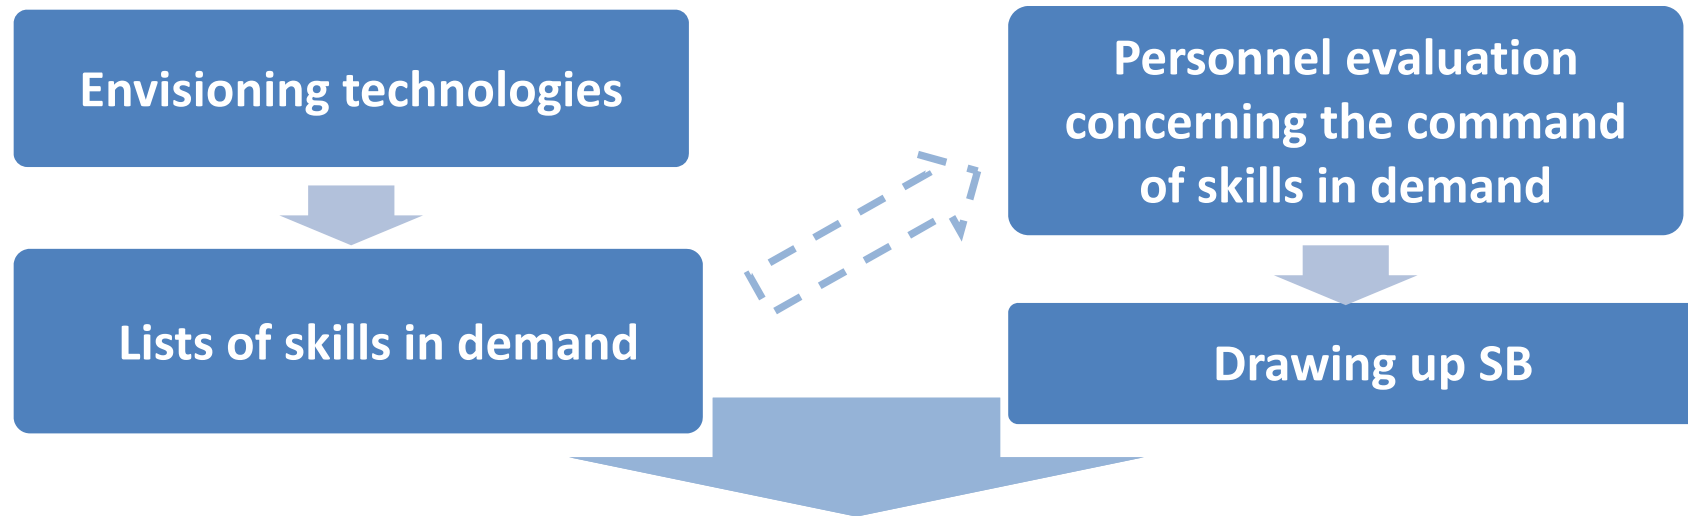 Envisioning technologies
Lists of skills in demand
Personnel evaluation
concerning the command
of skills in demand
Drawing up SB